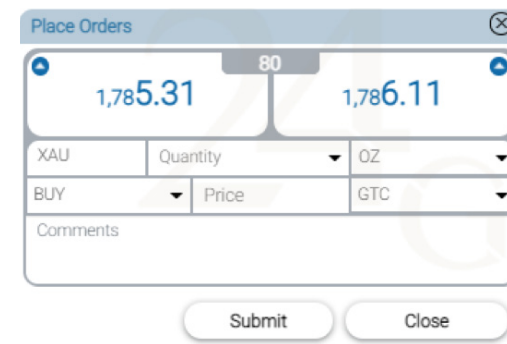 Place Orders
80
1,785.31 1,786.11
XAU Quantity OZ
BUY Price GTC
Comments
Submit Close